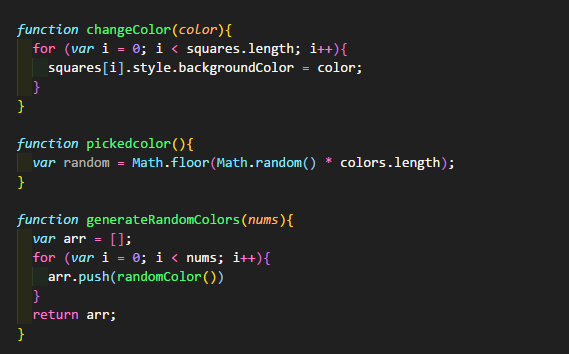 function changeColor(color){
for (var i = 0; i < squares.length; i++){
squares[i].style.backgroundColor = color;
}
}
function pickedcolor(){
var random = Math.floor(Math.random() * colors.length);
}
function generateRandomColors(nums){
var arr = [];
for (var i = 0; i < nums; i++){
arr.push(randomColor())
}
return arr;
}